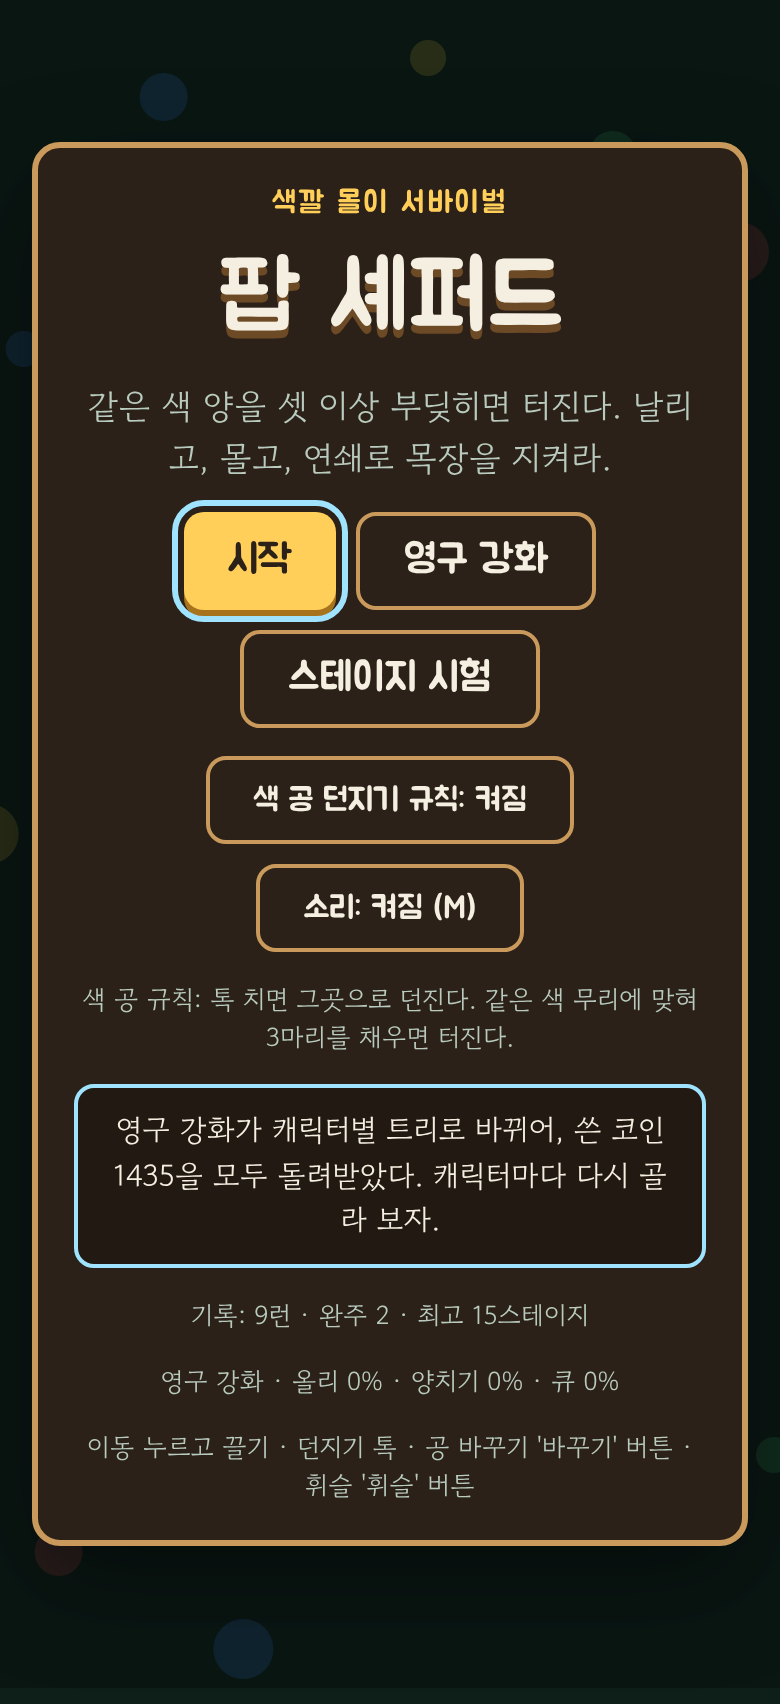 색깔 몰이 서바이벌
팝 셰퍼드
같은 색 양을 셋 이상 부딪히면 터진다. 날리
고, 몰고, 연쇄로 목장을 지켜라.
시작
영구 강화
스테이지 시험
색 공 던지기 규칙: 켜짐
소리: 켜짐 (M)
색 공 규칙: 톡 치면 그곳으로 던진다. 같은 색 무리에 맞혀
3마리를 채우면 터진다.
영구 강화가 캐릭터별 트리로 바뀌어, 쓴 코인
1435을 모두 돌려받았다. 캐릭터마다 다시 골
라 보자.
기록: 9런 · 완주 2 · 최고 15스테이지
영구 강화 · 올리 0% · 양치기 0% · 큐 0%
이동 누르고 끌기 · 던지기 톡 · 공 바꾸기 '바꾸기' 버튼 ·
휘슬 '휘슬' 버튼